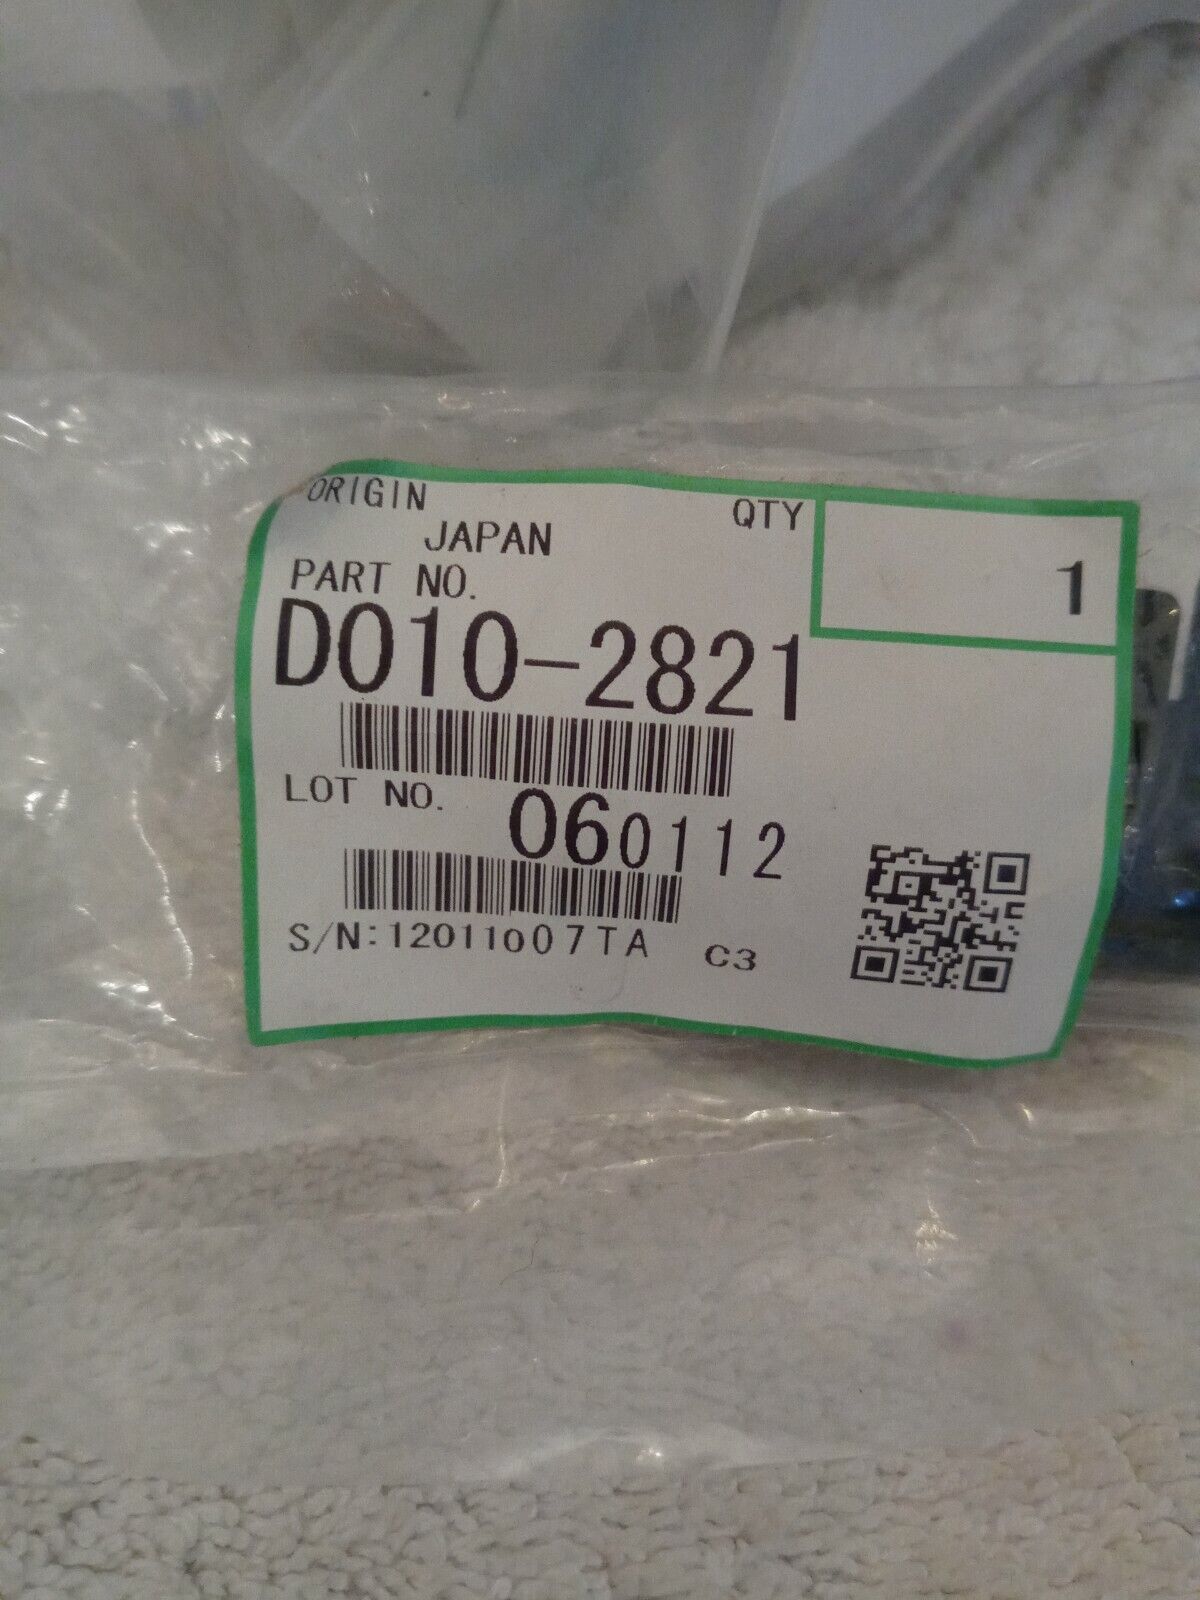 ORIGIN
JAPAN
QTY
1
PART NO.
D010-2821
LOT NO.
060112
S/N:12011007TA C3